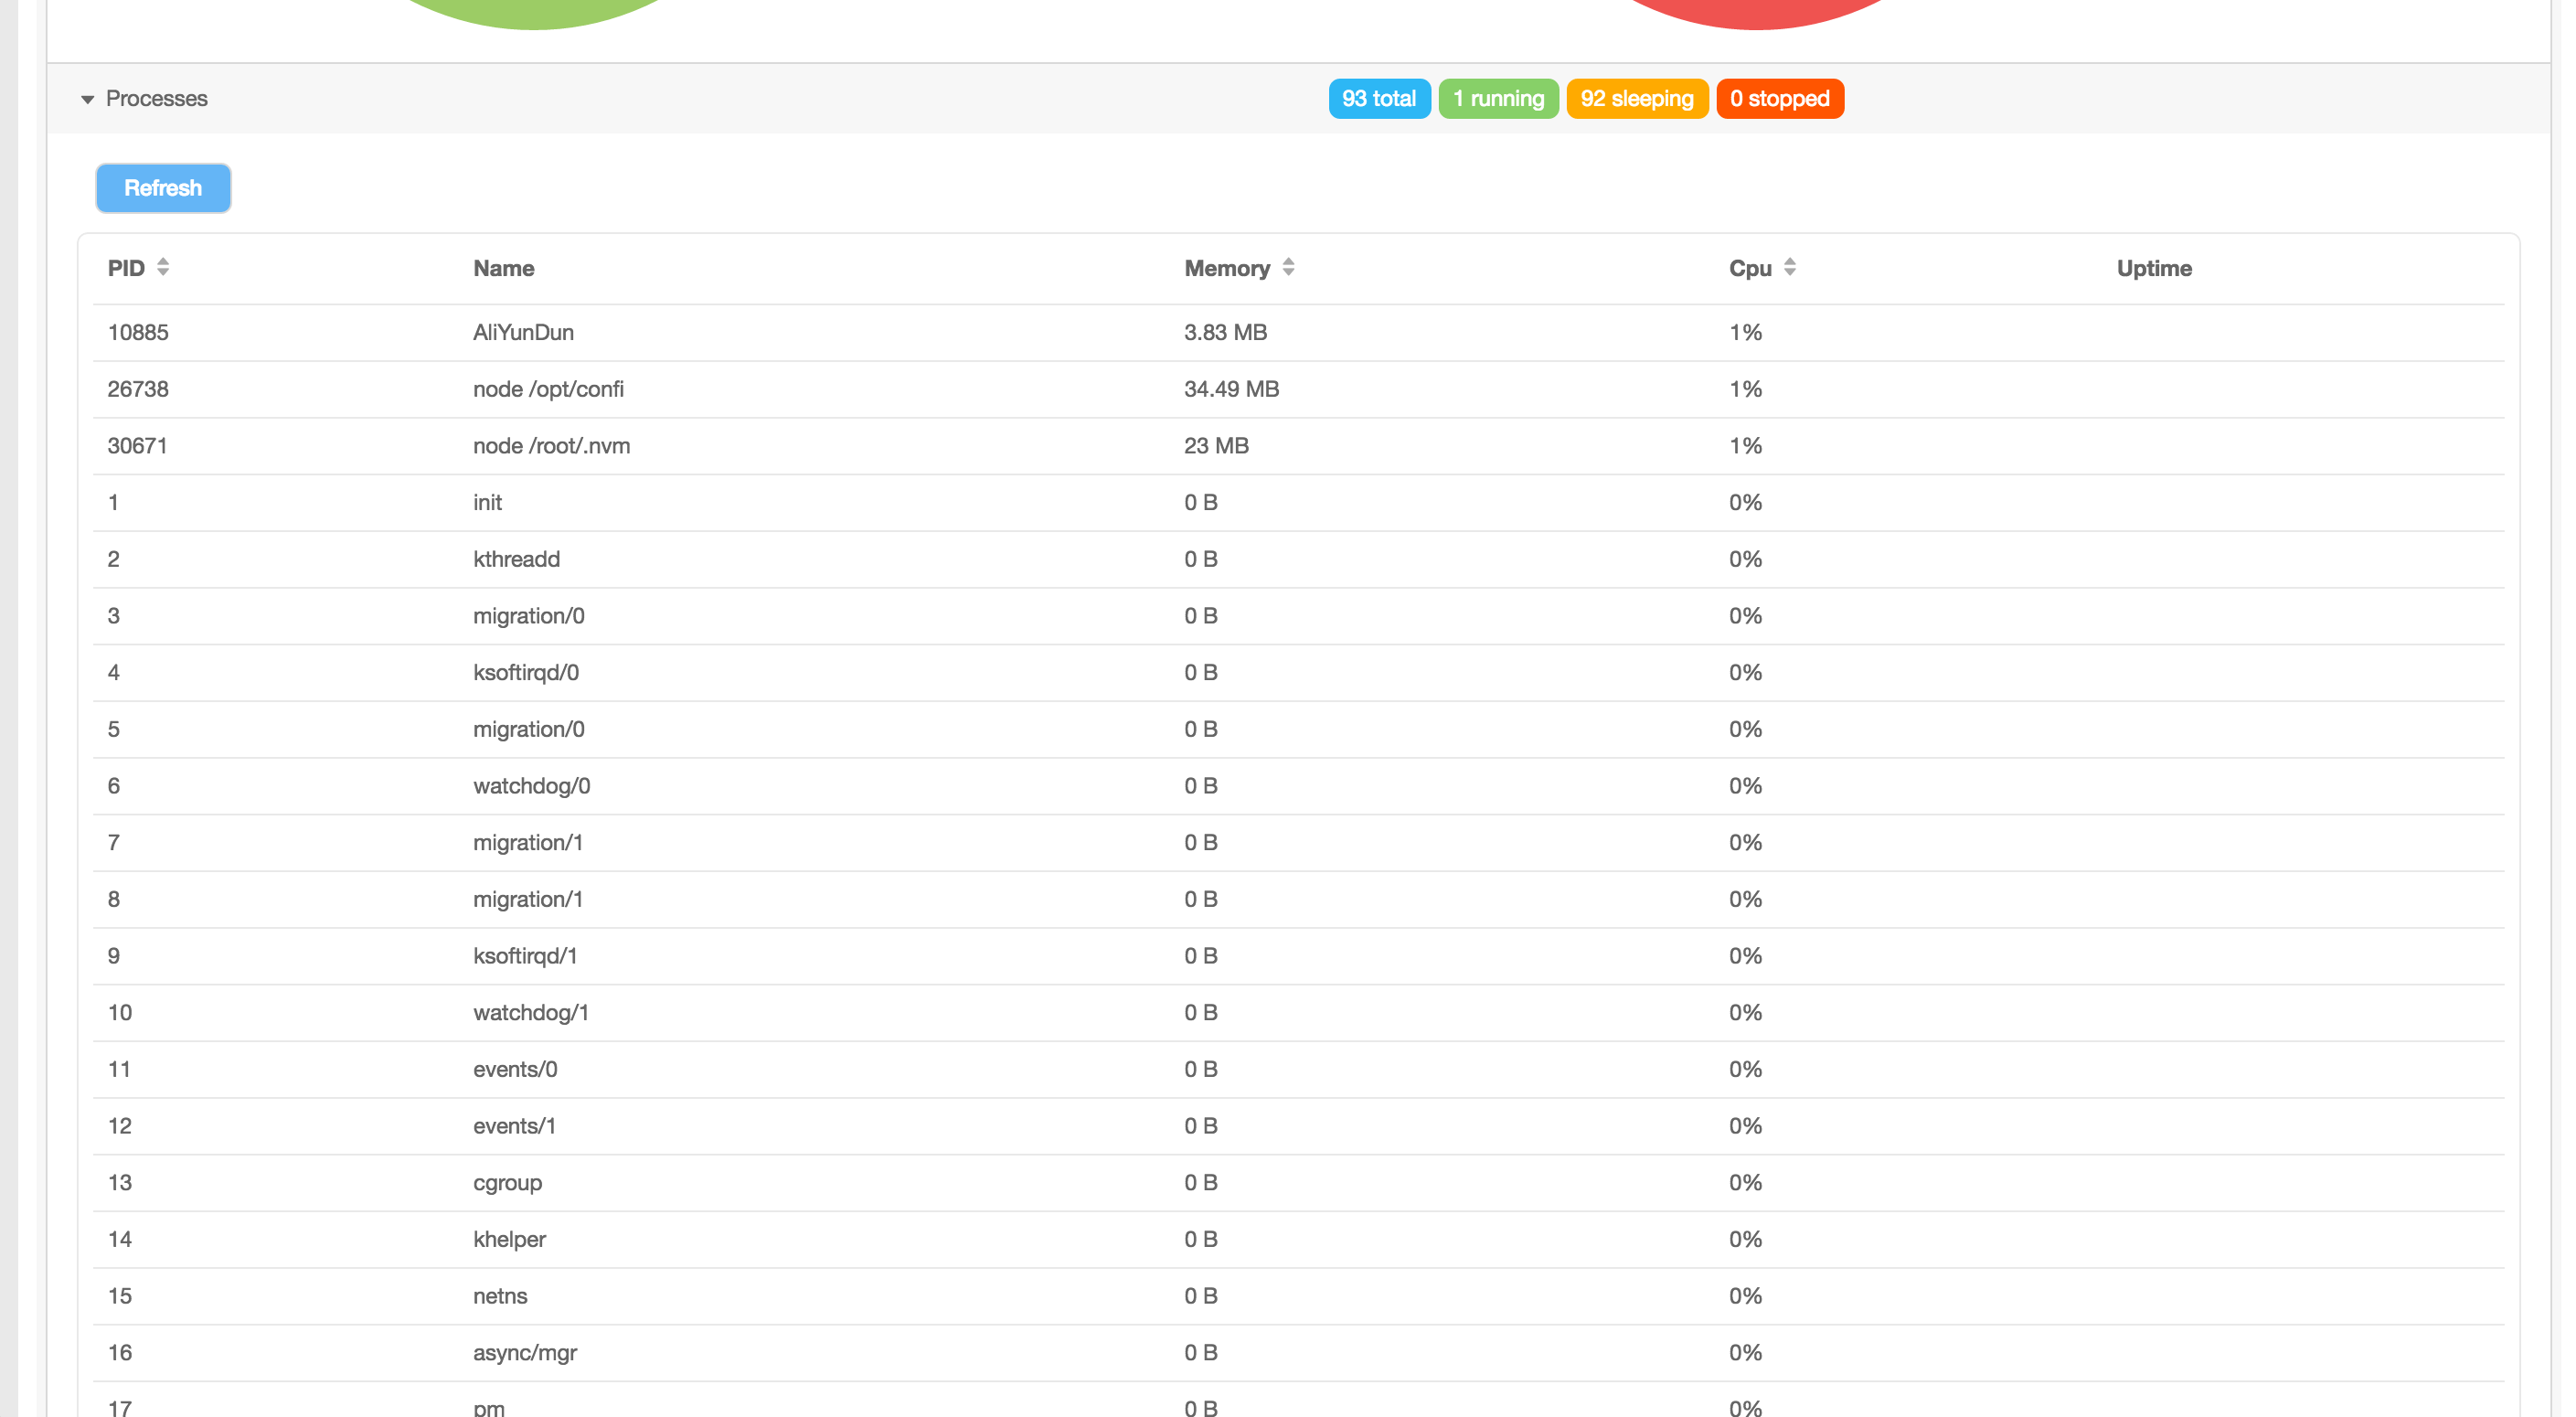 Processes 93 total 1 running 92 sleeping 0 stopped
Refresh
PID Name Memory Cpu Uptime
10885 AliYunDun 3.83 MB 1%
26738 node /opt/confi 34.49 MB 1%
30671 node /root/.nvm 23 MB 1%
1 init 0 B 0%
2 kthreadd 0 B 0%
3 migration/0 0 B 0%
4 ksoftirqd/0 0 B 0%
5 migration/0 0 B 0%
6 watchdog/0 0 B 0%
7 migration/1 0 B 0%
8 migration/1 0 B 0%
9 ksoftirqd/1 0 B 0%
10 watchdog/1 0 B 0%
11 events/0 0 B 0%
12 events/1 0 B 0%
13 cgroup 0 B 0%
14 khelper 0 B 0%
15 netns 0 B 0%
16 async/mgr 0 B 0%
17 pm 0 B 0%